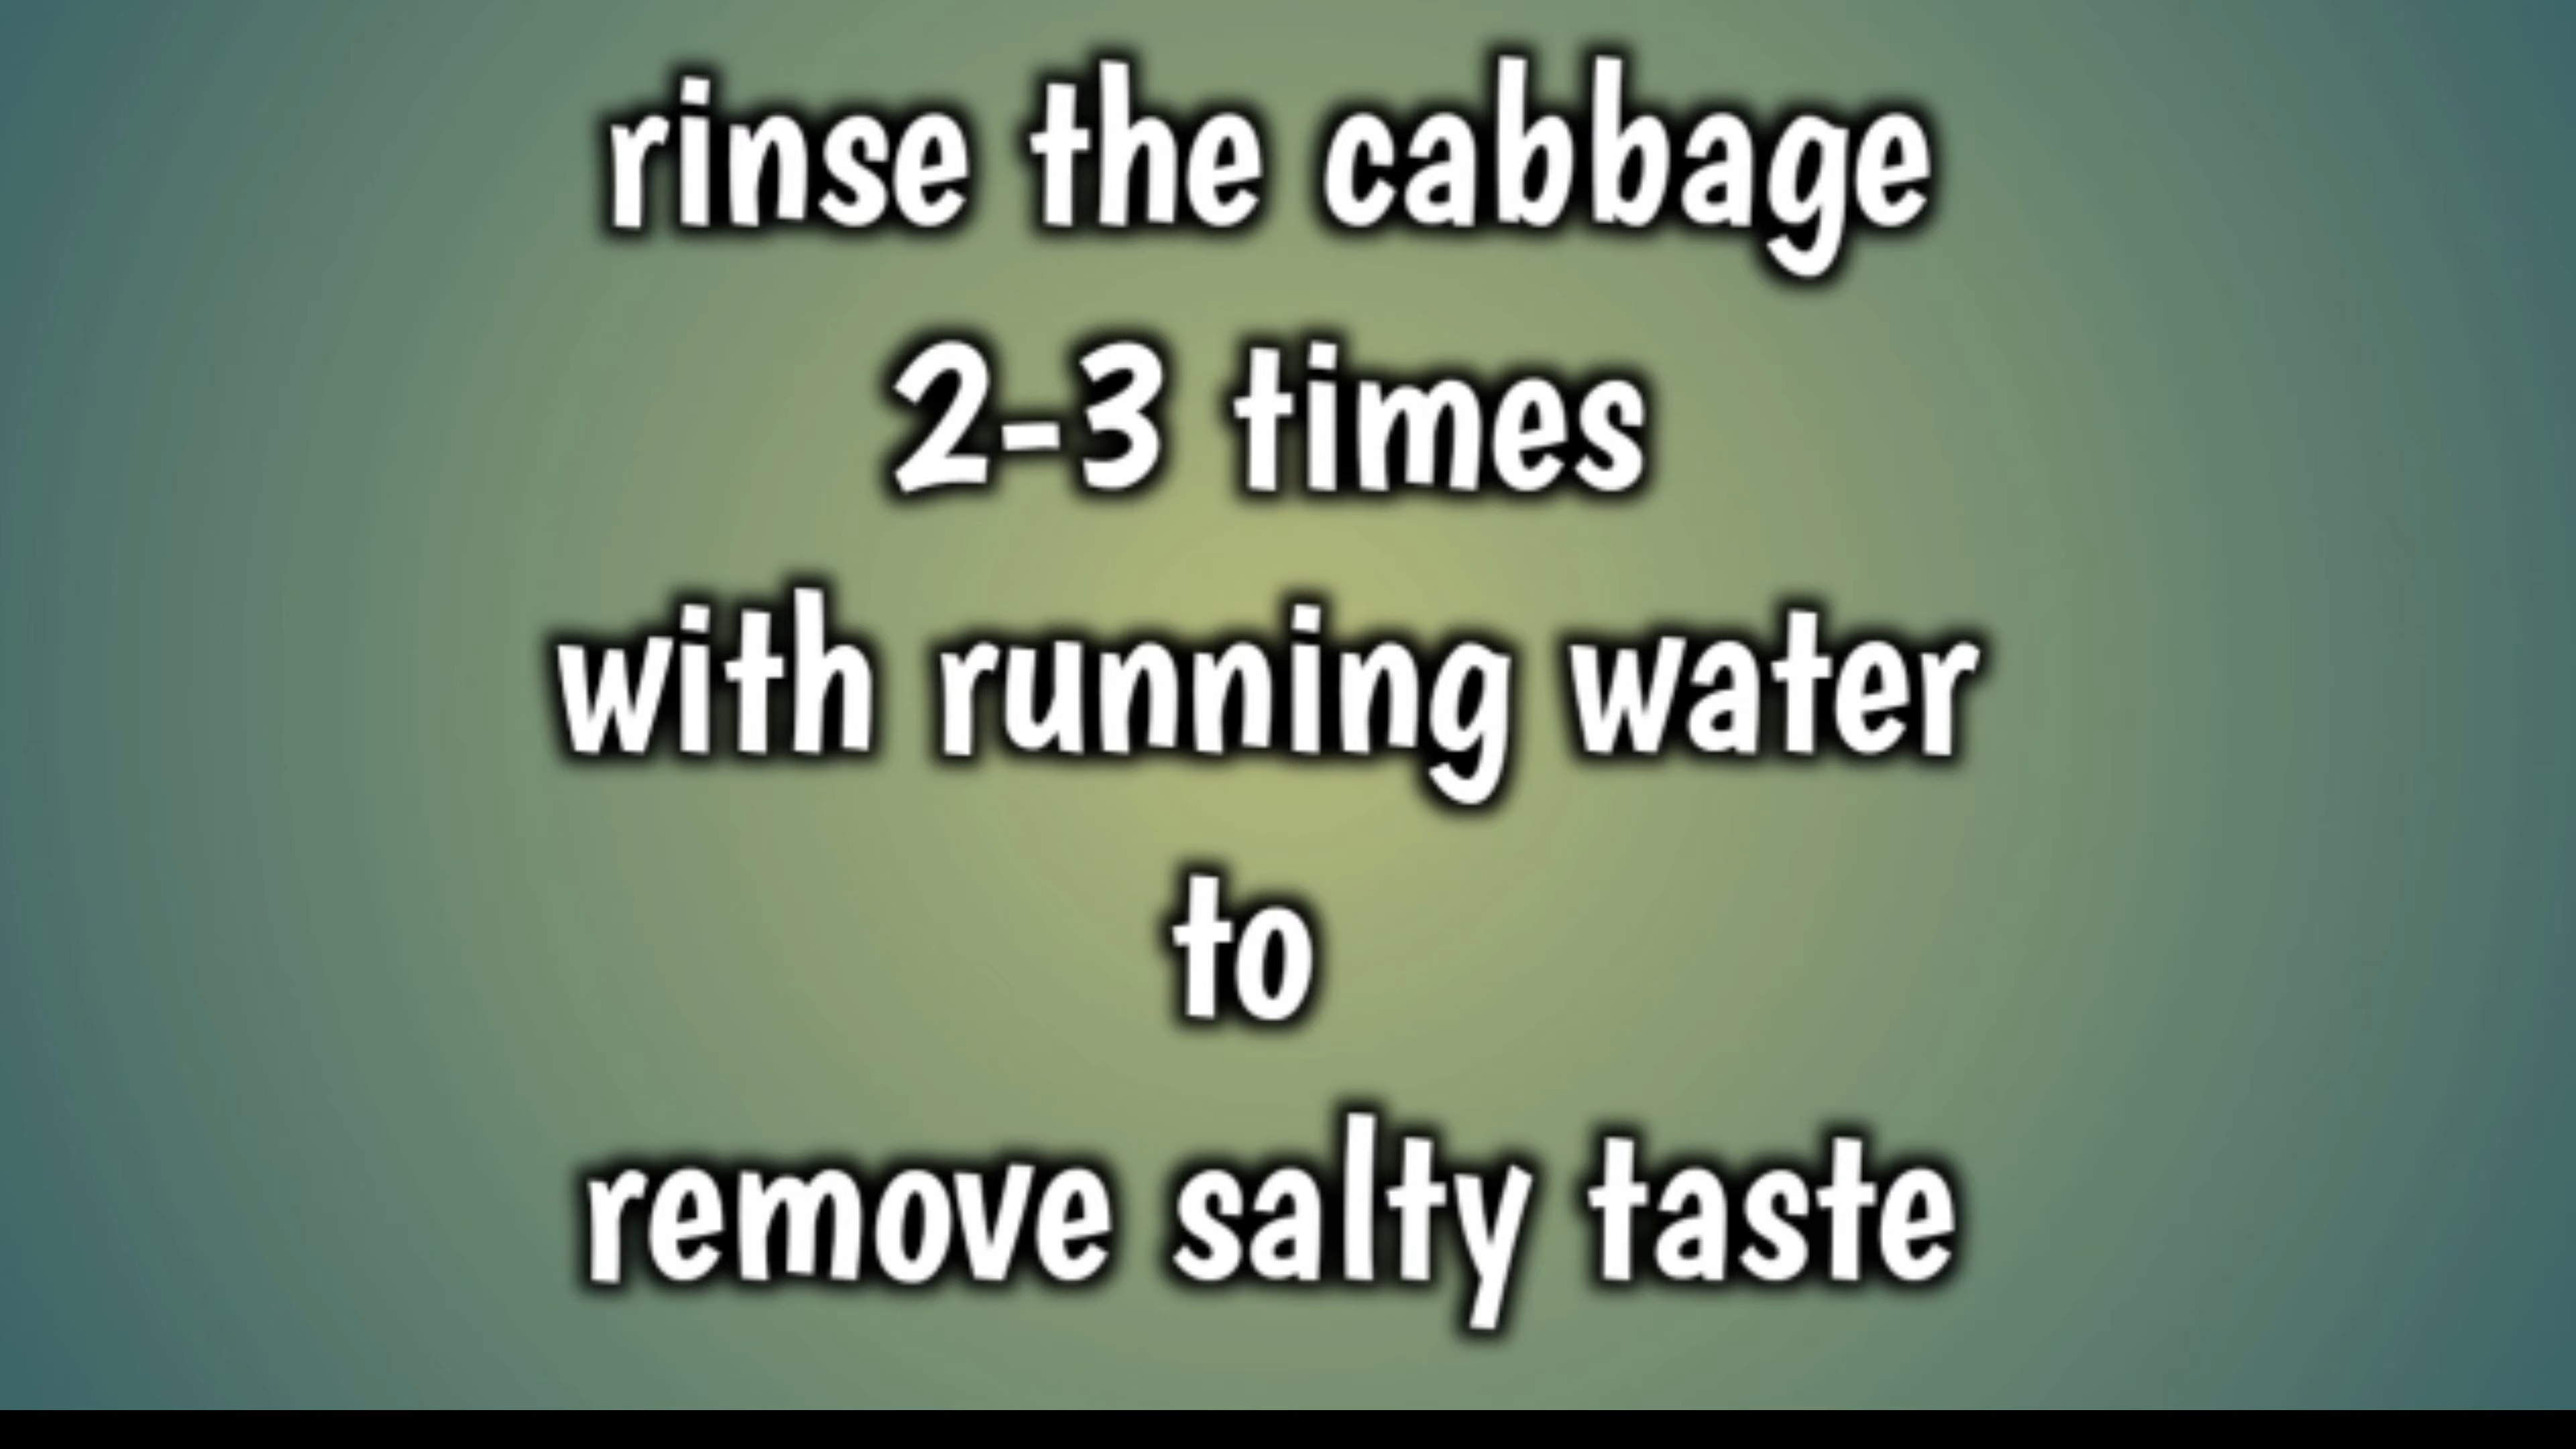 rinse the cabbage
2-3 times
with running water
to
remove salty taste